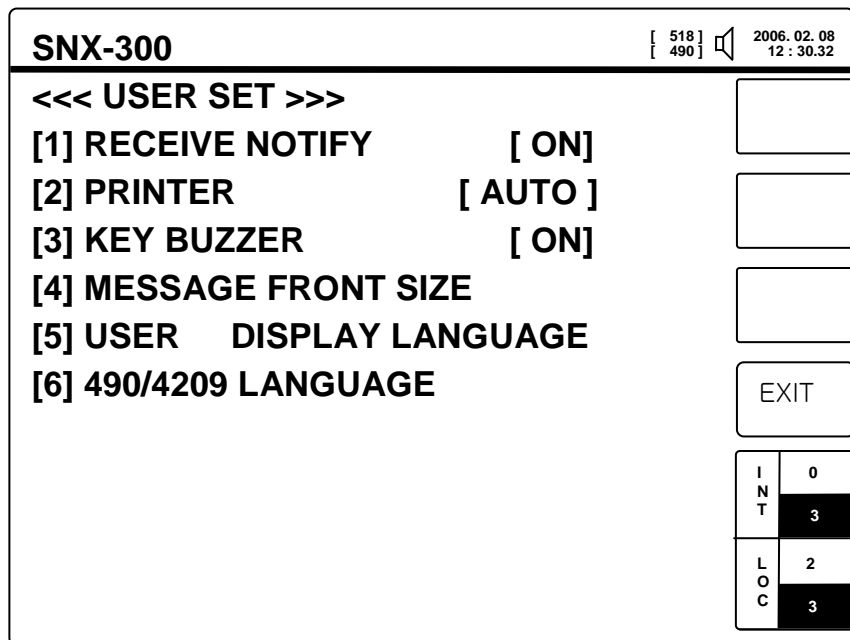 SNX-300
[ 518 ]
[ 490 ]
2006. 02. 08
12 : 30.32
<<< USER SET >>>
[1] RECEIVE NOTIFY [ ON]
[2] PRINTER [ AUTO ]
[3] KEY BUZZER [ ON]
[4] MESSAGE FRONT SIZE
[5] USER DISPLAY LANGUAGE
[6] 490/4209 LANGUAGE
EXIT
INT
0
3
LOC
2
3